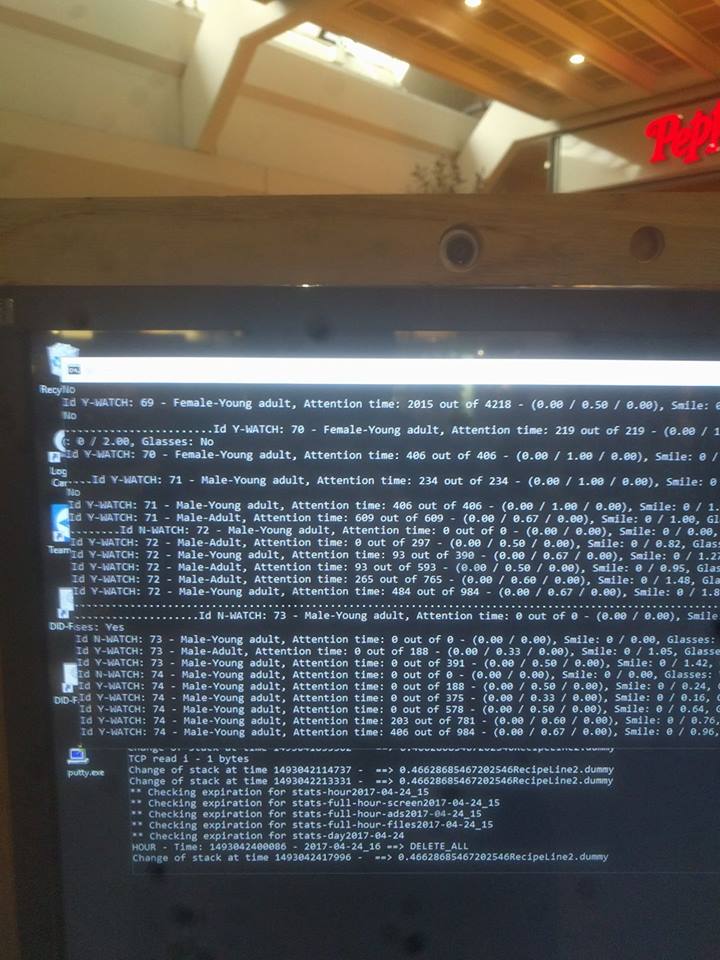 Pep
Recy
No
Id Y-WATCH: 69 - Female-Young adult, Attention time: 2015 out of 4218 - (0.00 / 0.50 / 0.00), Smile:
No
.......................Id Y-WATCH: 70 - Female-Young adult, Attention time: 219 out of 219 - (0.00 / 1
: 0 / 2.00, Glasses: No
Id Y-WATCH: 70 - Female-Young adult, Attention time: 406 out of 406 - (0.00 / 1.00 / 0.00), Smile: 0 /
Log
Ca
....Id Y-WATCH: 71 - Male-Young adult, Attention time: 234 out of 234 - (0.00 / 1.00 / 0.00), Smile: 0
No
Id Y-WATCH: 71 - Male-Young adult, Attention time: 406 out of 406 - (0.00 / 1.00 / 0.00), Smile: 0 / 1.
Id Y-WATCH: 71 - Male-Adult, Attention time: 609 out of 609 - (0.00 / 0.67 / 0.00), Smile: 0 / 1.00, Gl
........Id N-WATCH: 72 - Male-Young adult, Attention time: 0 out of 0 - (0.00 / 0.00 / 0.00), Smile: 0 / 0.00,
Id Y-WATCH: 72 - Male-Adult, Attention time: 0 out of 297 - (0.00 / 0.50 / 0.00), Smile: 0 / 0.82, Glass
Team
Id Y-WATCH: 72 - Male-Young adult, Attention time: 93 out of 390 - (0.00 / 0.67 / 0.00), Smile: 0 / 1.27
Id Y-WATCH: 72 - Male-Adult, Attention time: 93 out of 593 - (0.00 / 0.50 / 0.00), Smile: 0 / 0.95, Glas
Id Y-WATCH: 72 - Male-Adult, Attention time: 265 out of 765 - (0.00 / 0.60 / 0.00), Smile: 0 / 1.48, Gla
Id Y-WATCH: 72 - Male-Young adult, Attention time: 484 out of 984 - (0.00 / 0.67 / 0.00), Smile: 0 / 1.8
....................Id N-WATCH: 73 - Male-Young adult, Attention time: 0 out of 0 - (0.00 / 0.00 / 0.00), Smile
DID-F
ses: Yes
Id N-WATCH: 73 - Male-Young adult, Attention time: 0 out of 0 - (0.00 / 0.00 / 0.00), Smile: 0 / 0.00, Glasses:
Id Y-WATCH: 73 - Male-Adult, Attention time: 0 out of 188 - (0.00 / 0.33 / 0.00), Smile: 0 / 1.05, Glasses:
Id Y-WATCH: 73 - Male-Young adult, Attention time: 0 out of 391 - (0.00 / 0.50 / 0.00), Smile: 0 / 1.42,
Id N-WATCH: 74 - Male-Young adult, Attention time: 0 out of 0 - (0.00 / 0.00 / 0.00), Smile: 0 / 0.00, Glasses:
Id Y-WATCH: 74 - Male-Young adult, Attention time: 0 out of 188 - (0.00 / 0.50 / 0.00), Smile: 0 / 0.24, G
DID-F
Id Y-WATCH: 74 - Male-Young adult, Attention time: 0 out of 375 - (0.00 / 0.33 / 0.00), Smile: 0 / 0.16,
Id Y-WATCH: 74 - Male-Young adult, Attention time: 0 out of 578 - (0.00 / 0.50 / 0.00), Smile: 0 / 0.64,
Id Y-WATCH: 74 - Male-Young adult, Attention time: 203 out of 781 - (0.00 / 0.60 / 0.00), Smile: 0 / 0.76
Id Y-WATCH: 74 - Male-Young adult, Attention time: 406 out of 984 - (0.00 / 0.67 / 0.00), Smile: 0 / 0.96,
putty.exe
TCP read i - 1 bytes
Change of stack at time 1493042114737 - ==> 0.46628685467202546RecipeLine2.dummy
Change of stack at time 1493042213331 - ==> 0.46628685467202546RecipeLine2.dummy
** Checking expiration for stats-hour2017-04-24_15
** Checking expiration for stats-full-hour-screen2017-04-24_15
** Checking expiration for stats-full-hour-ads2017-04-24_15
** Checking expiration for stats-full-hour-files2017-04-24_15
** Checking expiration for stats-day2017-04-24
HOUR - Time: 1493042400086 - 2017-04-24_16 ==> DELETE_ALL
Change of stack at time 1493042417996 - ==> 0.46628685467202546RecipeLine2.dummy